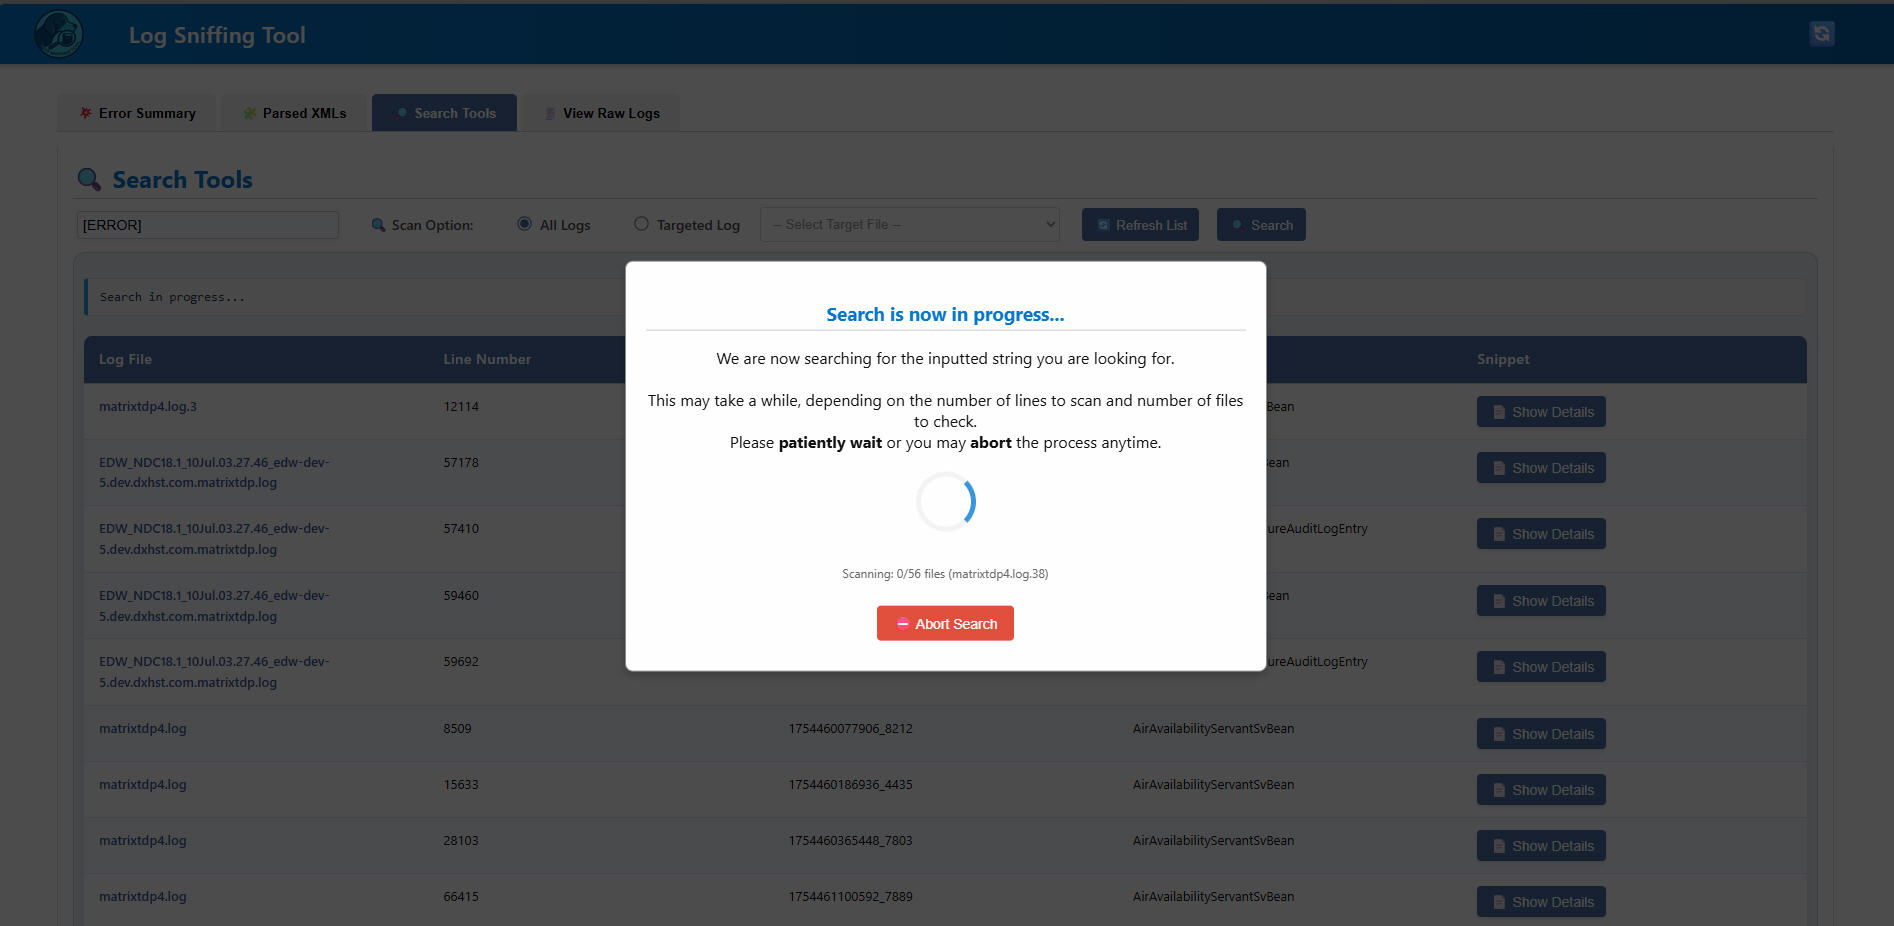 Log Sniffing Tool
Error Summary
Parsed XMLs
Search Tools
View Raw Logs
Search Tools
[ERROR]
Scan Option:
All Logs
Targeted Log
-- Select Target File --
Refresh List
Search
Search in progress...
Log File
Line Number
Snippet
matrixtdp4.log.3
12114
Bean
Show Details
EDW_NDC18.1_10Jul.03.27.46_edw-dev-
5.dev.dxhst.com.matrixtdp.log
57178
Bean
Show Details
EDW_NDC18.1_10Jul.03.27.46_edw-dev-
5.dev.dxhst.com.matrixtdp.log
57410
ureAuditLogEntry
Show Details
EDW_NDC18.1_10Jul.03.27.46_edw-dev-
5.dev.dxhst.com.matrixtdp.log
59460
ean
Show Details
EDW_NDC18.1_10Jul.03.27.46_edw-dev-
5.dev.dxhst.com.matrixtdp.log
59692
ureAuditLogEntry
Show Details
matrixtdp4.log
8509
1754460077906_8212
AirAvailabilityServantSvBean
Show Details
matrixtdp4.log
15633
1754460186936_4435
AirAvailabilityServantSvBean
Show Details
matrixtdp4.log
28103
1754460365448_7803
AirAvailabilityServantSvBean
Show Details
matrixtdp4.log
66415
1754461100592_7889
AirAvailabilityServantSvBean
Show Details
Search is now in progress...
We are now searching for the inputted string you are looking for.
This may take a while, depending on the number of lines to scan and number of files
to check.
Please patiently wait or you may abort the process anytime.
Scanning: 0/56 files (matrixtdp4.log.38)
Abort Search